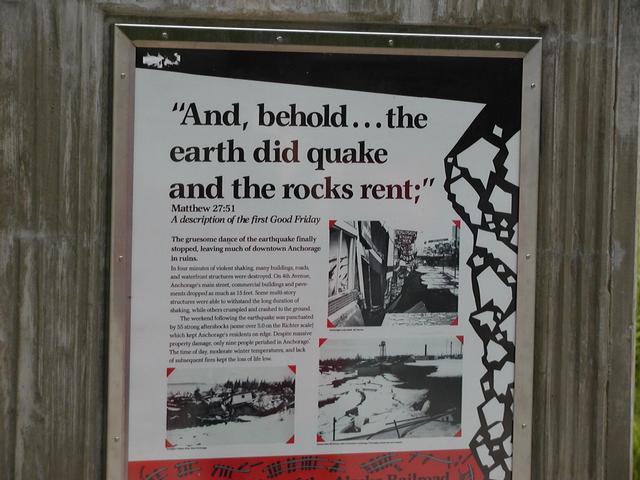 “And, behold...the
earth did quake
and the rocks rent;”
Matthew 27:51
A description of the first Good Friday
The gruesome dance of the earthquake finally
stopped, leaving much of downtown Anchorage
in ruins.
In four minutes of violent shaking, many buildings, roads,
and waterfront structures were destroyed. On 4th Avenue,
Anchorage's main street, commercial buildings and pave-
ments dropped as much as 15 feet. Some multi-story
structures were able to withstand the long duration of
shaking, while others crumpled and crashed to the ground.
The weekend following the earthquake was punctuated
by 55 strong aftershocks (some over 5.0 on the Richter scale)
which kept Anchorage's residents on edge. Despite massive
property damage, only nine people perished in Anchorage.
The time of day, moderate winter temperatures, and lack
of subsequent fires kept the loss of life low.
Railroad